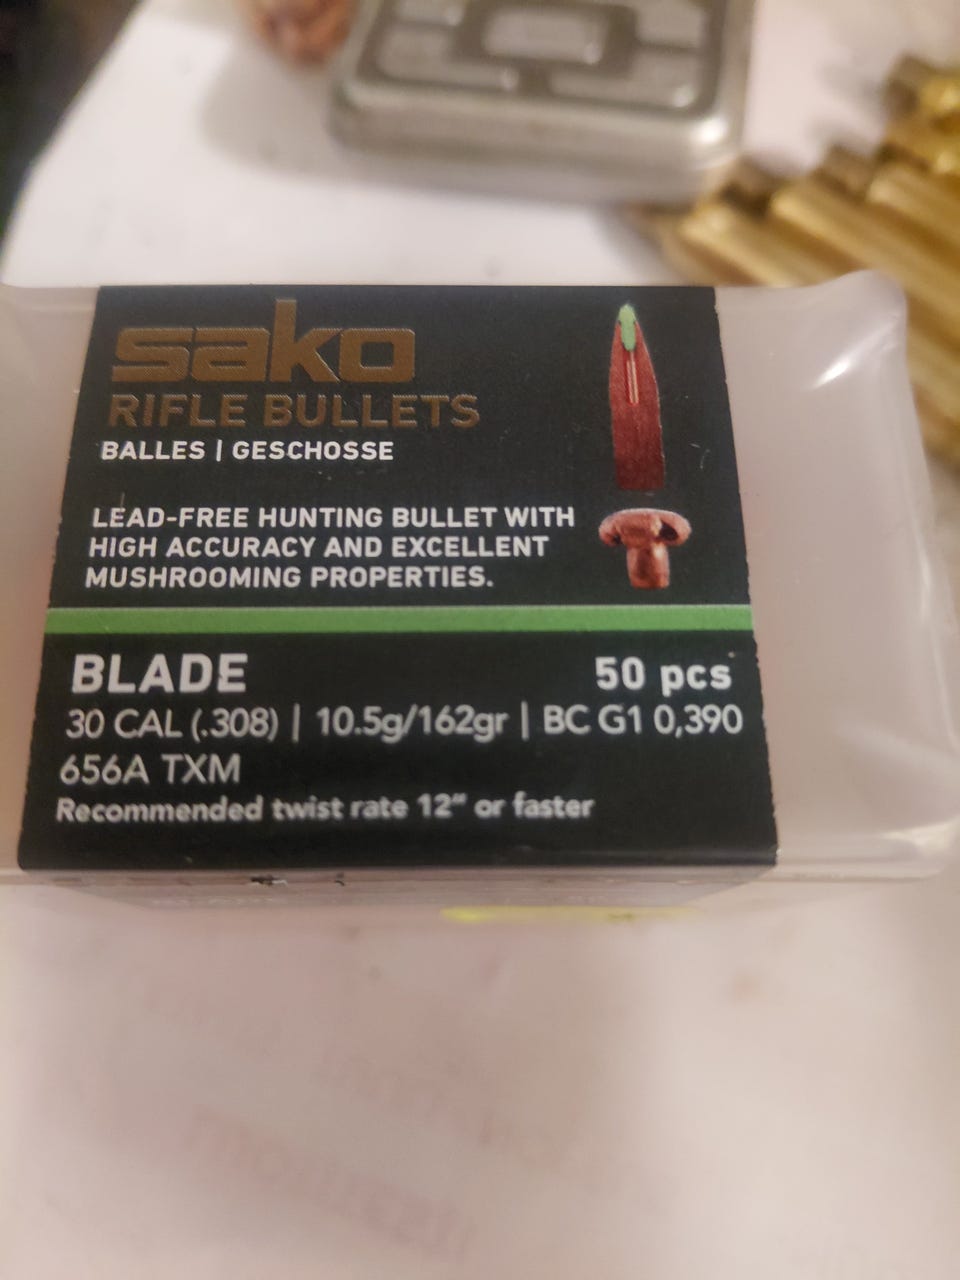 sako
RIFLE BULLETS
BALLES | GESCHOSSE
LEAD-FREE HUNTING BULLET WITH
HIGH ACCURACY AND EXCELLENT
MUSHROOMING PROPERTIES.
BLADE 50 pcs
30 CAL (.308) | 10.5g/162gr | BC G1 0,390
656A TXM
Recommended twist rate 12" or faster